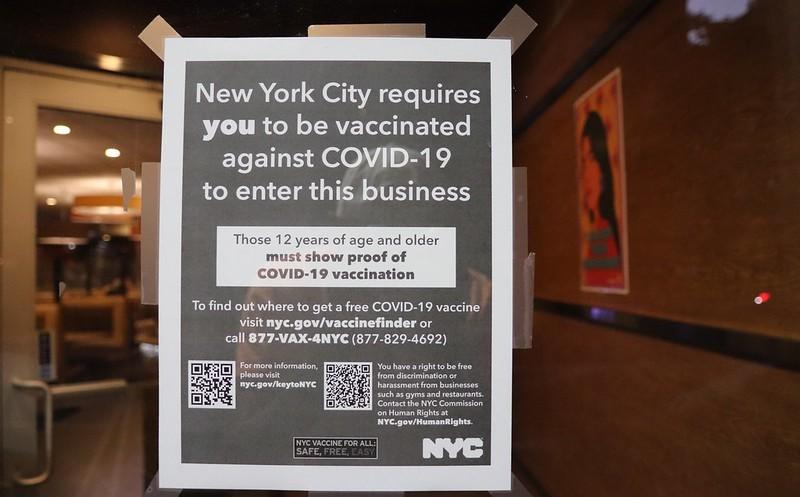 New York City requires
you to be vaccinated
against COVID-19
to enter this business
Those 12 years of age and older
must show proof of
COVID-19 vaccination
To find out where to get a free COVID-19 vaccine
visit nyc.gov/vaccinefinder or
call 877-VAX-4NYC (877-829-4692)
For more information,
please visit
nyc.gov/keytoNYC
You have a right to be free
from discrimination or
harassment from businesses
such as gyms and restaurants.
Contact the NYC Commission
on Human Rights at
NYC.gov/HumanRights.
NYC VACCINE FOR ALL:
SAFE, FREE, EASY
NYC